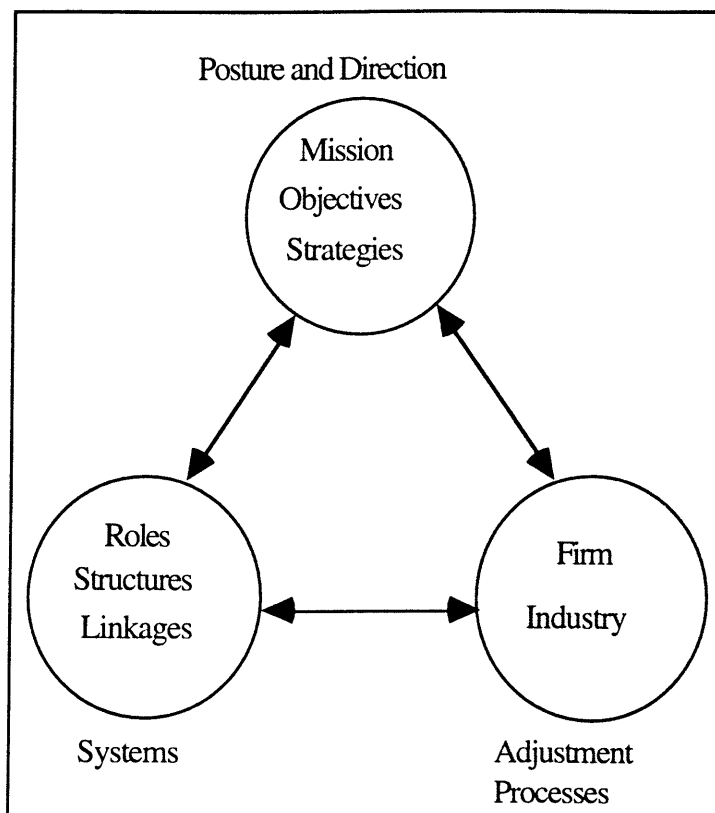 Posture and Direction
Mission
Objectives
Strategies
Roles
Structures
Linkages
Firm
Industry
Systems
Adjustment
Processes